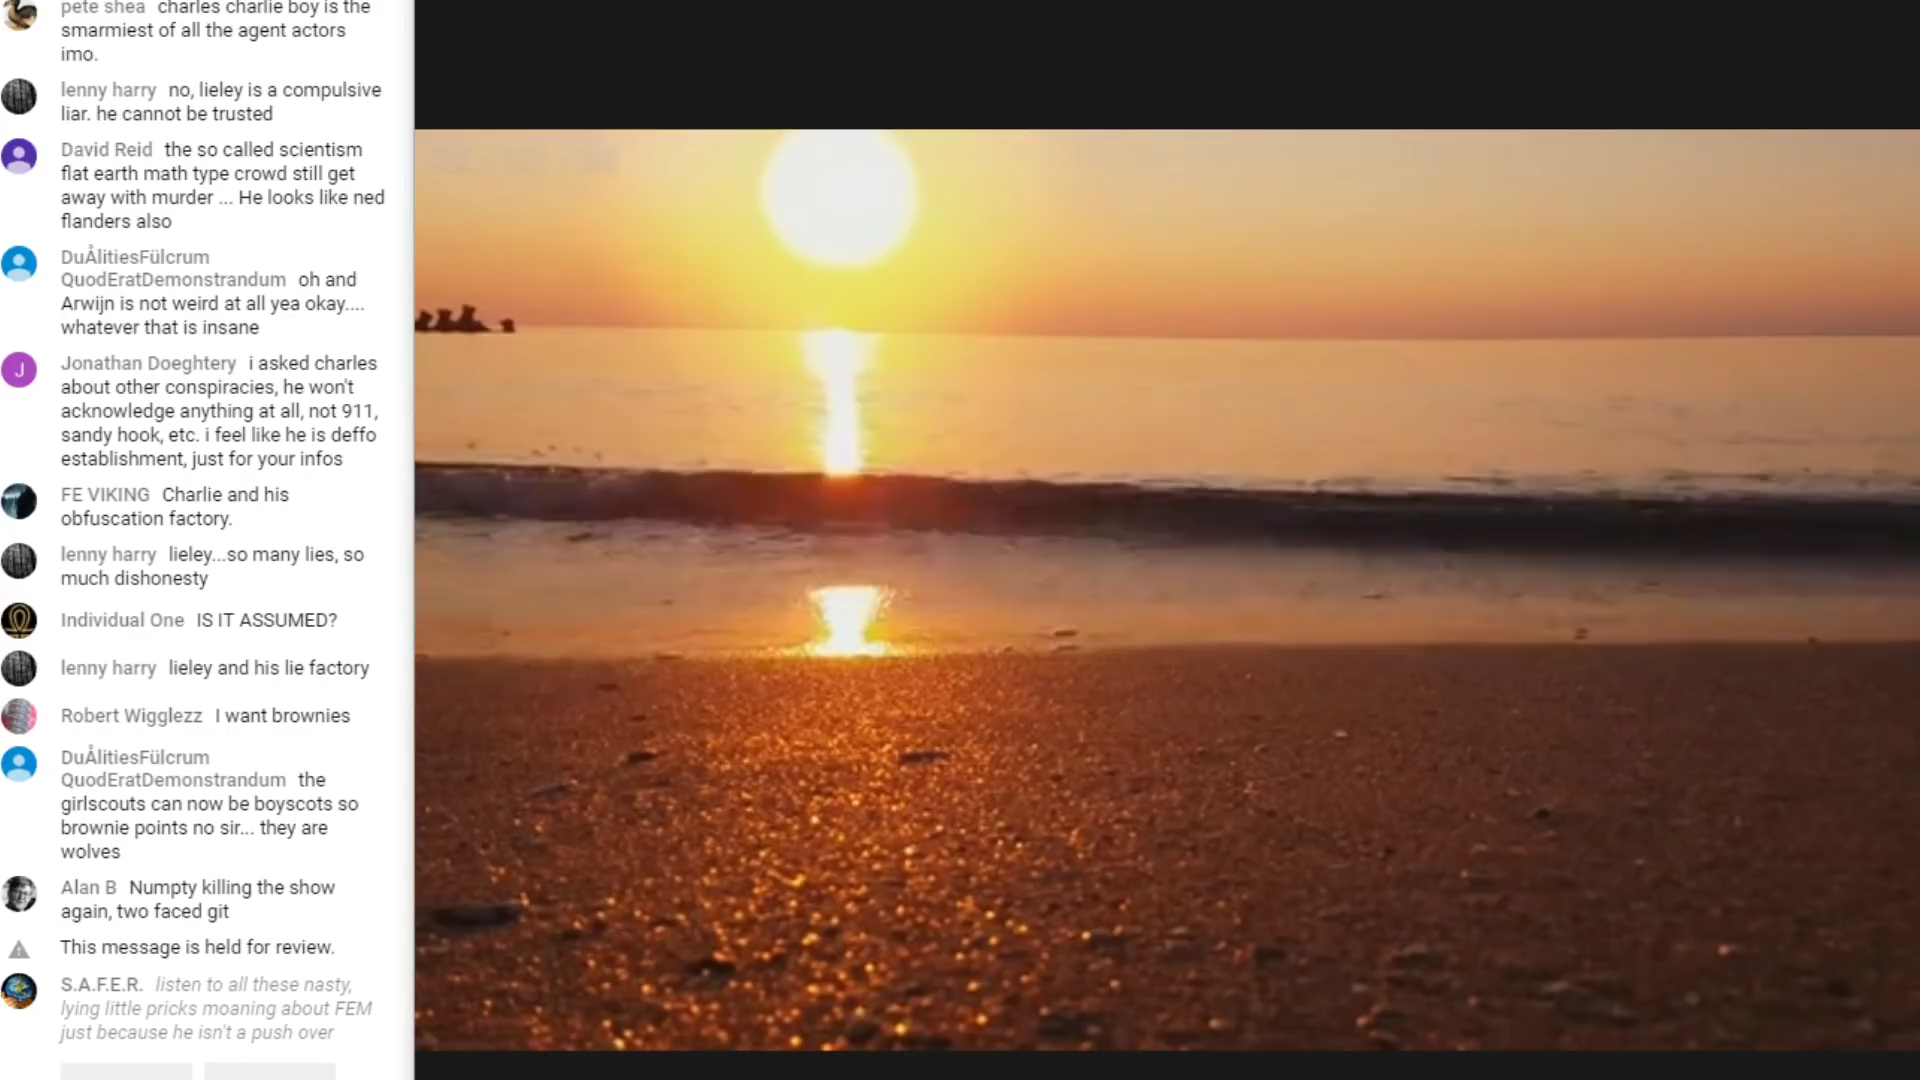 pete shea charles charlie boy is the
smarmiest of all the agent actors
imo.
lenny harry no, lieley is a compulsive
liar. he cannot be trusted
David Reid the so called scientism
flat earth math type crowd still get
away with murder ... He looks like ned
flanders also
DuÅlitiesFülcrum
QuodEratDemonstrandum oh and
Arwijn is not weird at all yea okay....
whatever that is insane
J
Jonathan Doeghtery i asked charles
about other conspiracies, he won't
acknowledge anything at all, not 911,
sandy hook, etc. i feel like he is deffo
establishment, just for your infos
FE VIKING Charlie and his
obfuscation factory.
lenny harry lieley...so many lies, so
much dishonesty
Individual One IS IT ASSUMED?
lenny harry lieley and his lie factory
Robert Wigglezz I want brownies
DuÅlitiesFülcrum
QuodEratDemonstrandum the
girlscouts can now be boyscots so
brownie points no sir... they are
wolves
Alan B Numpty killing the show
again, two faced git
This message is held for review.
S.A.F.E.R. listen to all these nasty,
lying little pricks moaning about FEM
just because he isn't a push over